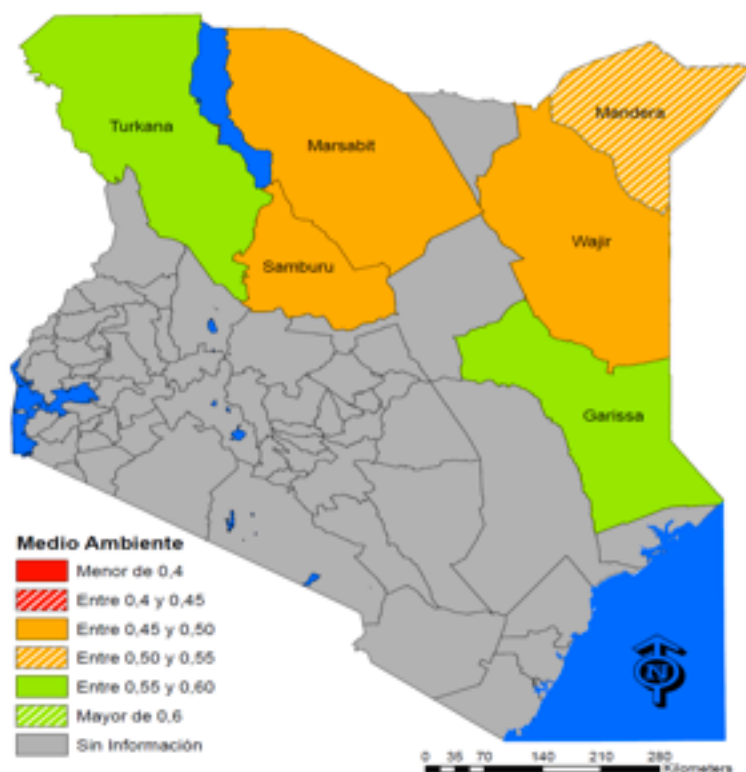 Turkana
Marsabit
Mandera
Samburu
Wajir
Garissa
Medio Ambiente
Menor de 0,4
Entre 0,4 y 0,45
Entre 0,45 y 0,50
Entre 0,50 y 0,55
Entre 0,55 y 0,60
Mayor de 0,6
Sin Información
N
0 35 70 140 210 280
Kilometers